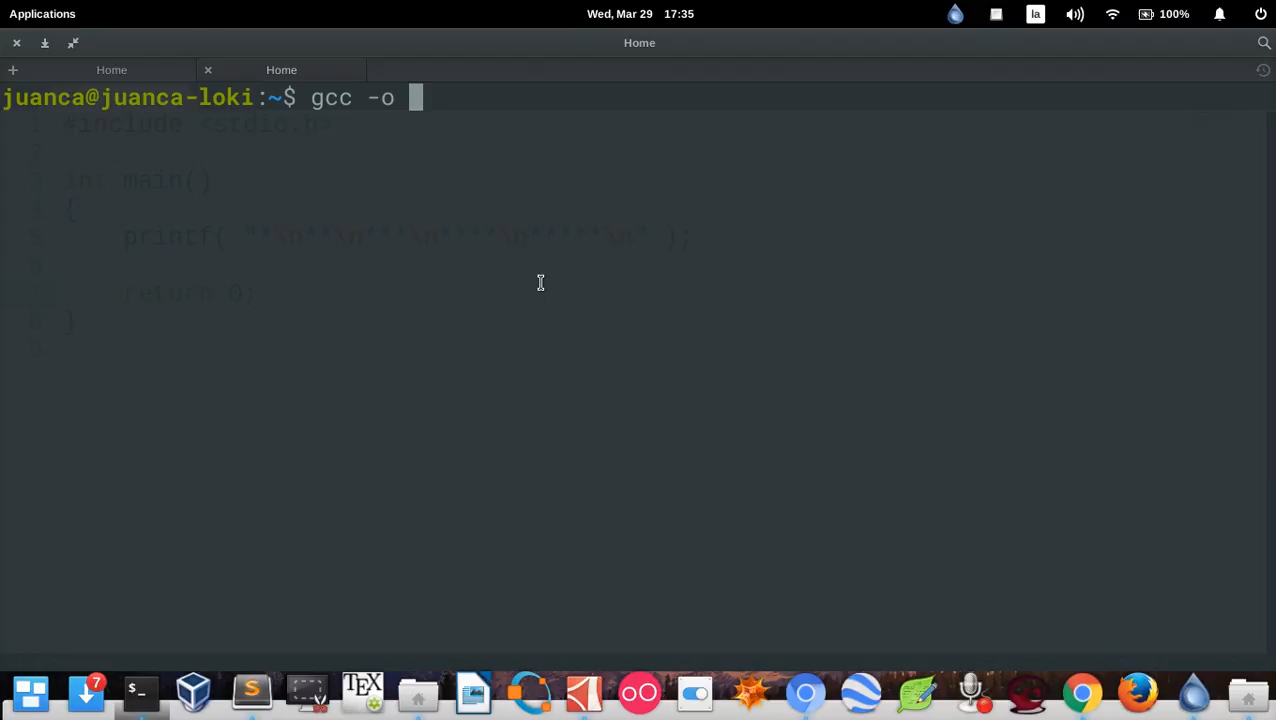 Applications
Wed, Mar 29 17:35
la
100%
Home
Home
Home
juanca@juanca-loki:~$ gcc -o
1 #include <stdio.h>
2
3 int main()
4 {
5 printf( "*\n**\n***\n****\n*****\n" );
6
7 return 0;
8 }
9
7
$_
S
TEX